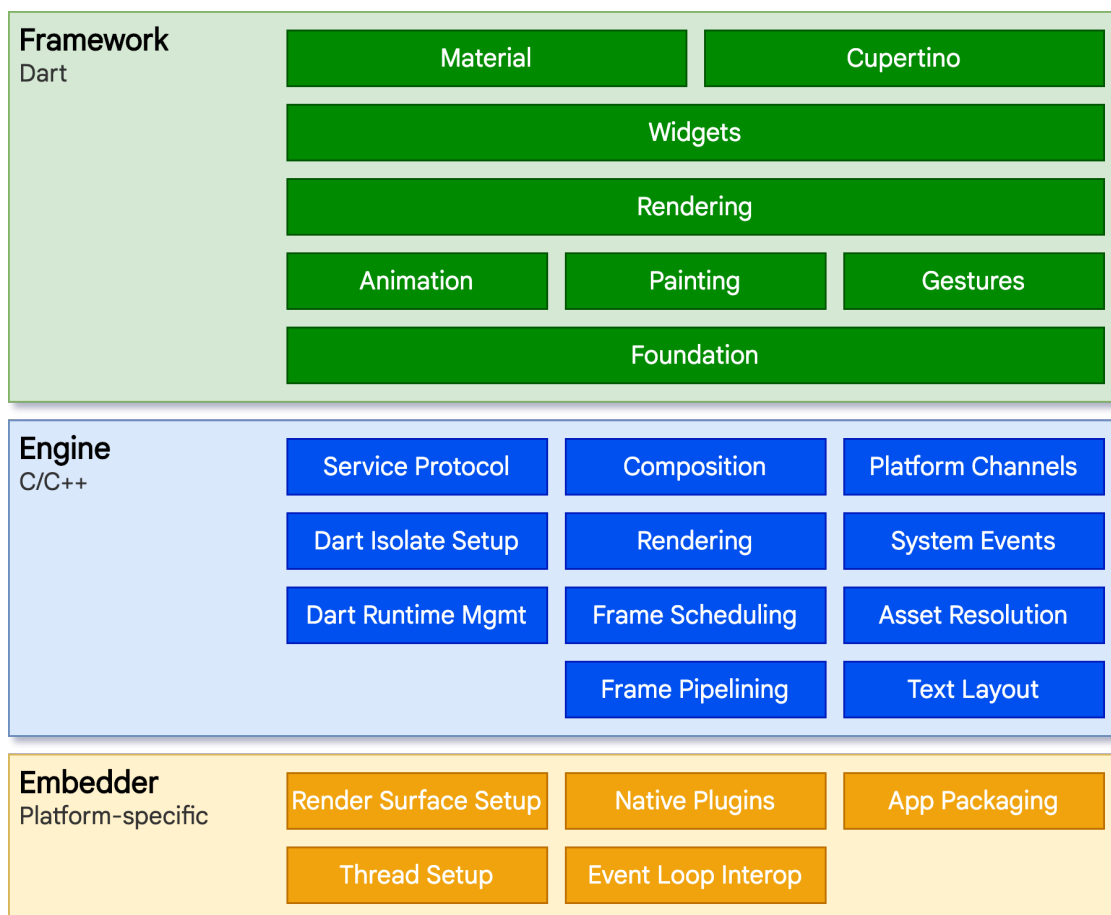 Framework
Dart
Material
Cupertino
Widgets
Rendering
Animation
Painting
Gestures
Foundation
Engine
C/C++
Service Protocol
Composition
Platform Channels
Dart Isolate Setup
Rendering
System Events
Dart Runtime Mgmt
Frame Scheduling
Asset Resolution
Frame Pipelining
Text Layout
Embedder
Platform-specific
Render Surface Setup
Native Plugins
App Packaging
Thread Setup
Event Loop Interop